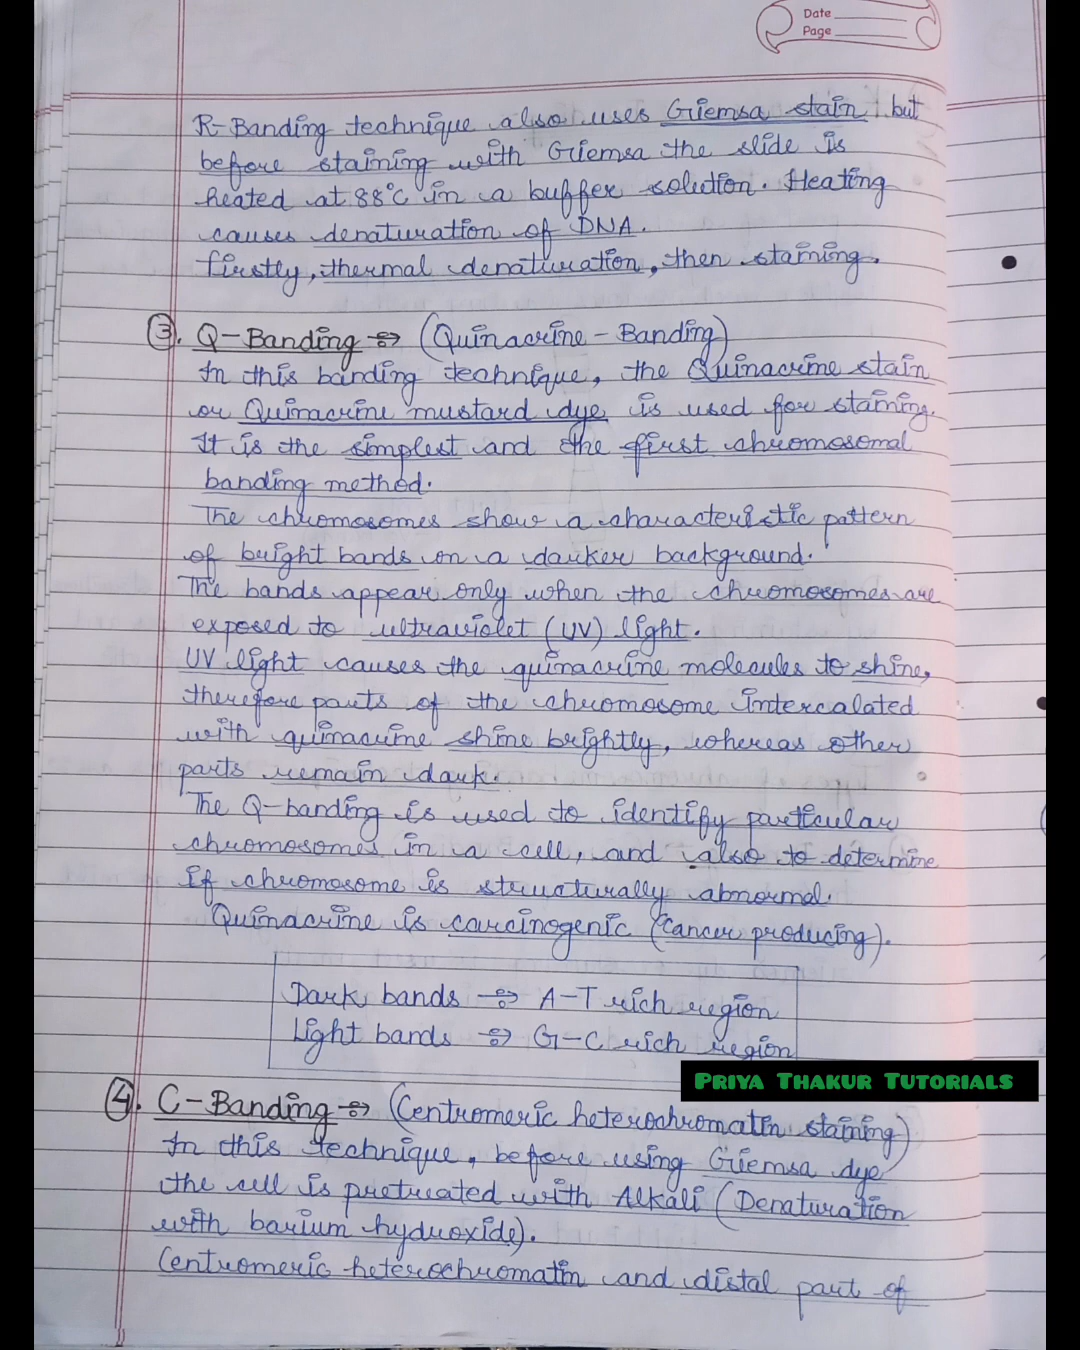 Date
Page
R-Banding technique also uses Giemsa stain but
before staining with Giemsa the slide is
heated at 88°C in a buffer solution. Heating
causes denaturation of DNA.
firstly, thermal denaturation, then staining.
3. Q-Banding ⇒ (Quinacrine-Banding)
In this banding technique, the Quinacrine stain
or Quinacrine mustard dye is used for staining.
It is the simplest and the first chromosomal
banding method.
The chromosomes show a characteristic pattern
of bright bands on a darker background.
The bands appear only when the chromosomes are
exposed to ultraviolet (UV) light.
UV light causes the quinacrine molecules to shine,
therefore parts of the chromosome intercalated
with quinacrine shine brightly, whereas other
parts remain dark.
The Q-banding is used to identify particular
chromosomes in a cell, and also to determine
if chromosome is structurally abnormal.
Quinacrine is carcinogenic (cancer producing).
Dark bands ⇒ A-T rich region
Light bands ⇒ G-C rich region
PRIYA THAKUR TUTORIALS
4. C-Banding ⇒ (Centromeric heterochromatin staining)
In this technique, before using Giemsa dye
the cell is pretreated with Alkali (Denaturation
with barium hydroxide).
Centromeric heterochromatin and distal part of